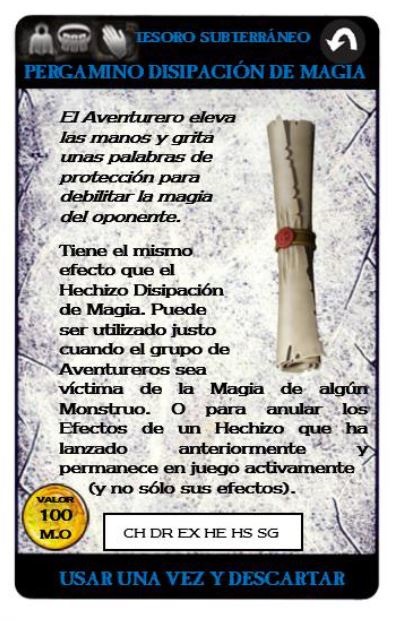 TESORO SUBTERRÁNEO
PERGAMINO DISIPACIÓN DE MAGIA
El Aventurero eleva
las manos y grita
unas palabras de
protección para
debilitar la magia
del oponente.
Tiene el mismo
efecto que el
Hechizo Disipación
de Magia. Puede
ser utilizado justo
cuando el grupo de
Aventureros sea
víctima de la Magia de algún
Monstruo. O para anular los
Efectos de un Hechizo que ha
lanzado anteriormente y
permanece en juego activamente
(y no sólo sus efectos).
VALOR
100
M.O
CH DR EX HE HS SG
USAR UNA VEZ Y DESCARTAR